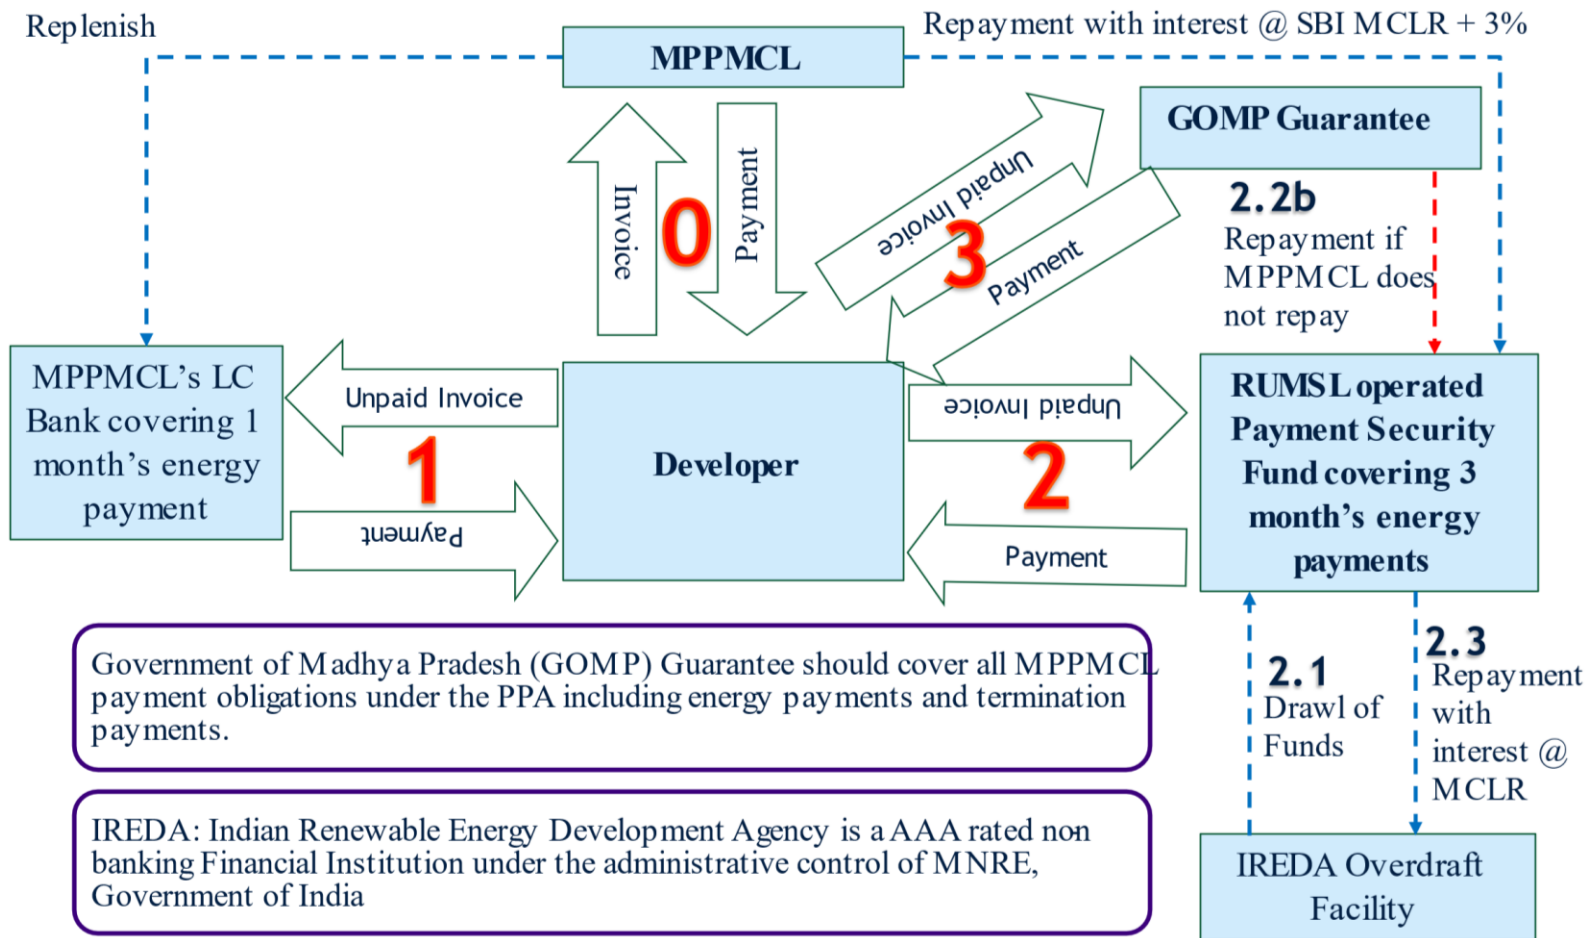 Replenish
Repayment with interest @ SBI MCLR + 3%
MPPMCL
GOMP Guarantee
Invoice
0
Payment
Unpaid Invoice
3
Payment
2.2b
Repayment if
MPPMCL does
not repay
MPPMCL's LC
Bank covering 1
month's energy
payment
Unpaid Invoice
1
Payment
Developer
Unpaid Invoice
2
Payment
RUMSL operated
Payment Security
Fund covering 3
month's energy
payments
2.1
Drawl of
Funds
2.3
Repayment
with
interest @
MCLR
Government of Madhya Pradesh (GOMP) Guarantee should cover all MPPMCL
payment obligations under the PPA including energy payments and termination
payments.
IREDA: Indian Renewable Energy Development Agency is a AAA rated non-
banking Financial Institution under the administrative control of MNRE,
Government of India
IREDA Overdraft
Facility